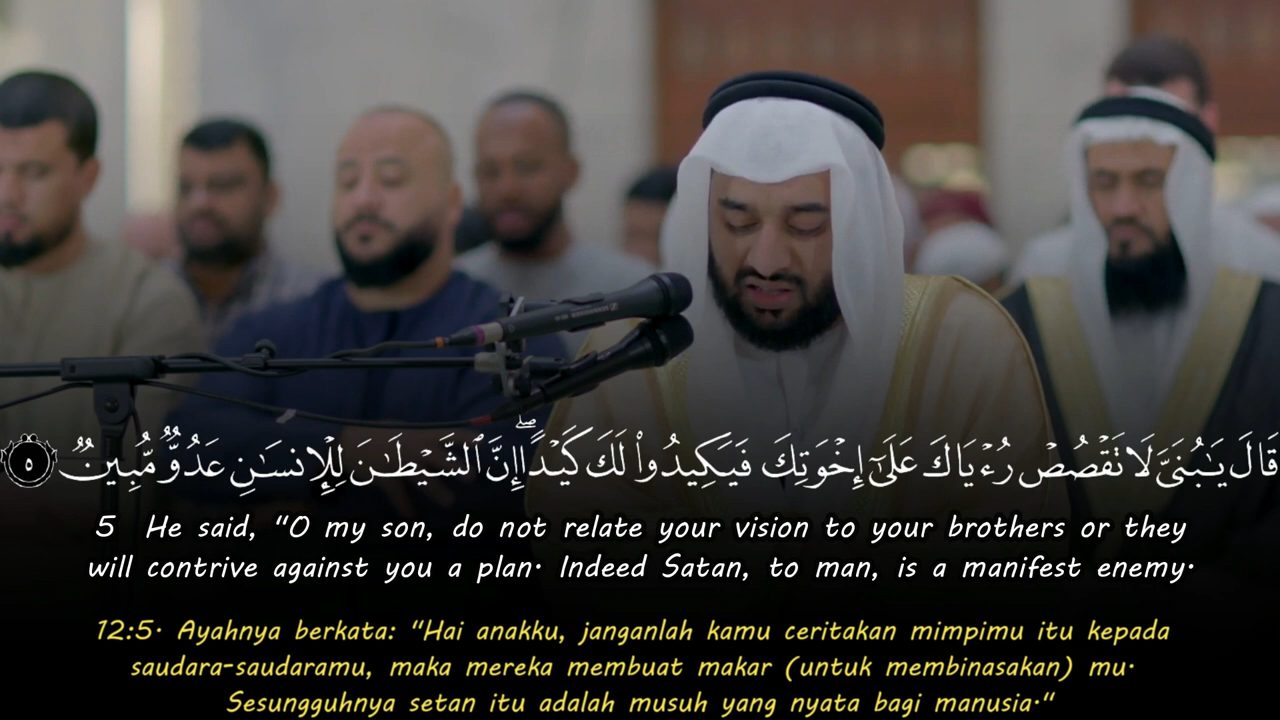 قَالَ يَـٰبُنَىَّ لَا تَقْصُصْ رُءْيَاكَ عَلَىٰٓ إِخْوَتِكَ فَيَكِيدُوا۟ لَكَ كَيْدًا ۖ إِنَّ ٱلشَّيْطَـٰنَ لِلْإِنسَـٰنِ عَدُوٌّ مُّبِينٌ ٥
5 He said, "O my son, do not relate your vision to your brothers or they
will contrive against you a plan. Indeed Satan, to man, is a manifest enemy.
12:5. Ayahnya berkata: "Hai anakku, janganlah kamu ceritakan mimpimu itu kepada
saudara-saudaramu, maka mereka membuat makar (untuk membinasakan) mu.
Sesungguhnya setan itu adalah musuh yang nyata bagi manusia."